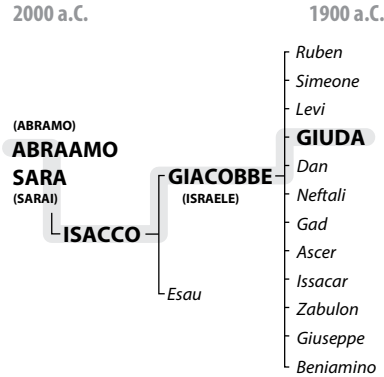 2000 a.C.
1900 a.C.
(ABRAMO)
ABRAAMO
SARA
(SARAI)
ISACCO
GIACOBBE
(ISRAELE)
Esau
Ruben
Simeone
Levi
GIUDA
Dan
Neftali
Gad
Ascer
Issacar
Zabulon
Giuseppe
Beniamino